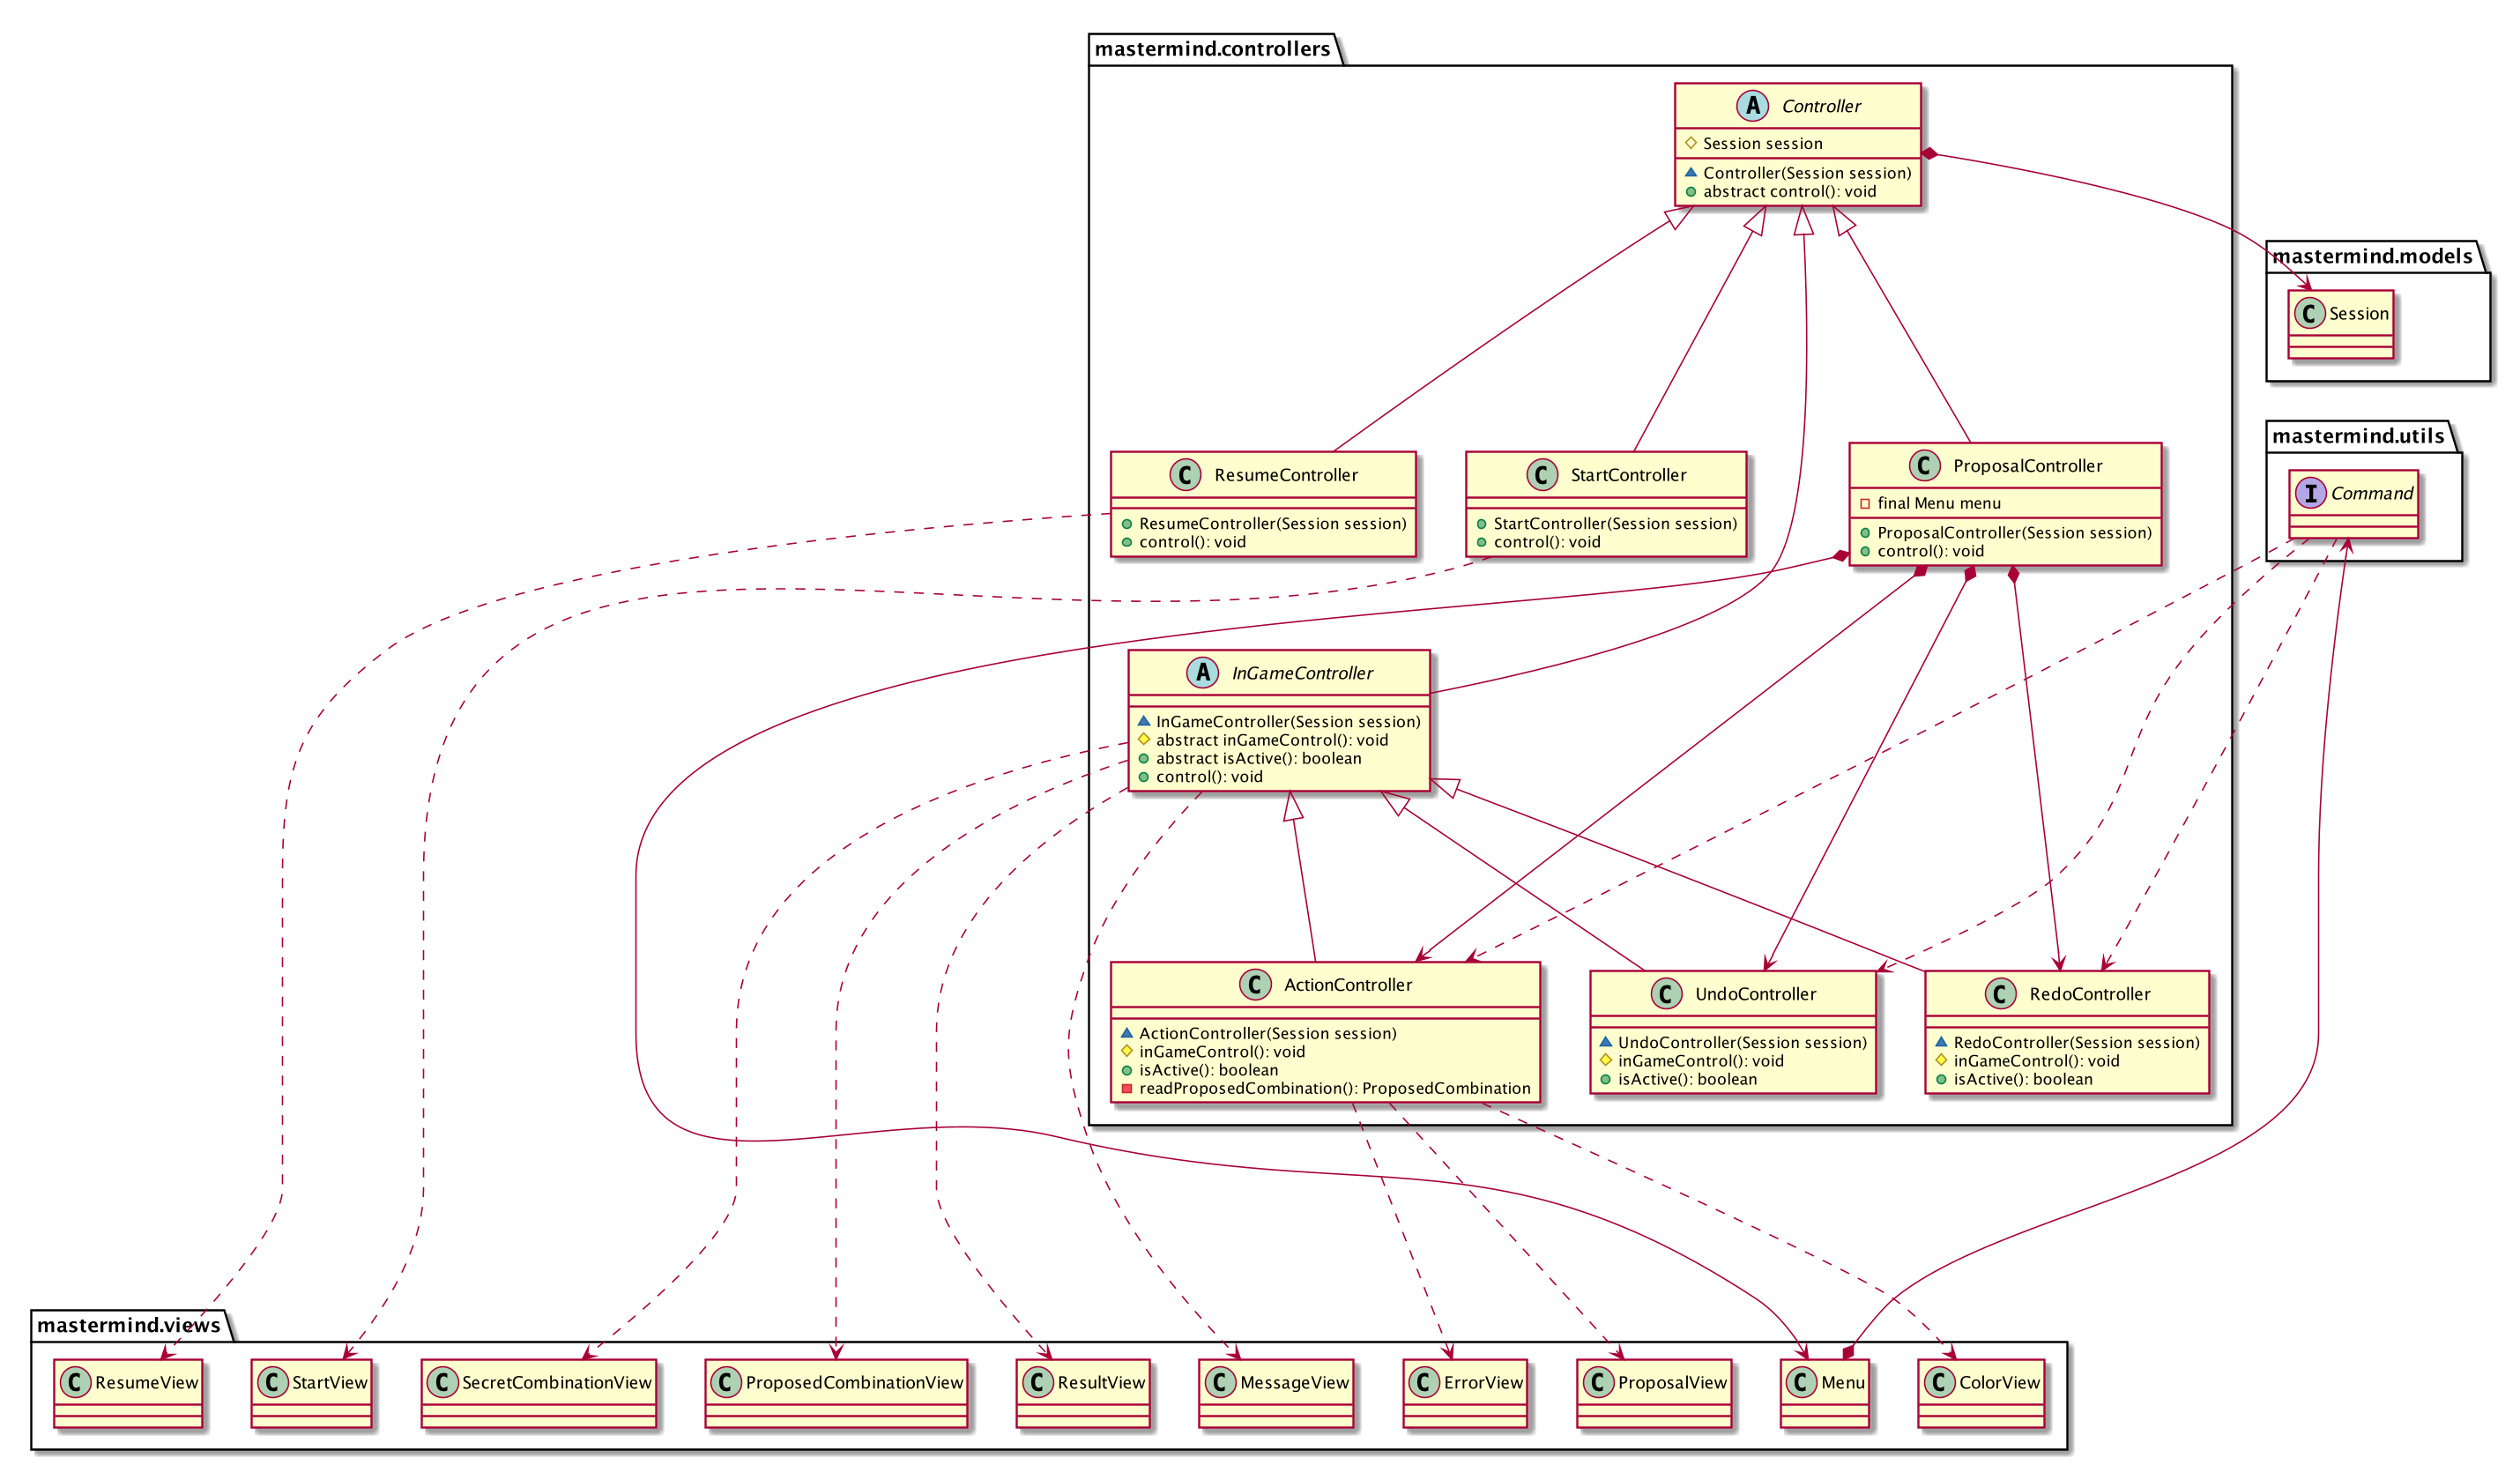 mastermind.controllers
A Controller
Session session
Controller(Session session)
abstract control(): void
mastermind.models
C Session
mastermind.utils
I Command
C ResumeController
ResumeController(Session session)
control(): void
C StartController
StartController(Session session)
control(): void
C ProposalController
final Menu menu
ProposalController(Session session)
control(): void
A InGameController
InGameController(Session session)
abstract inGameControl(): void
abstract isActive(): boolean
control(): void
C ActionController
ActionController(Session session)
inGameControl(): void
isActive(): boolean
readProposedCombination(): ProposedCombination
C UndoController
UndoController(Session session)
inGameControl(): void
isActive(): boolean
C RedoController
RedoController(Session session)
inGameControl(): void
isActive(): boolean
mastermind.views
C ResumeView
C StartView
C SecretCombinationView
C ProposedCombinationView
C ResultView
C MessageView
C ErrorView
C ProposalView
C Menu
C ColorView